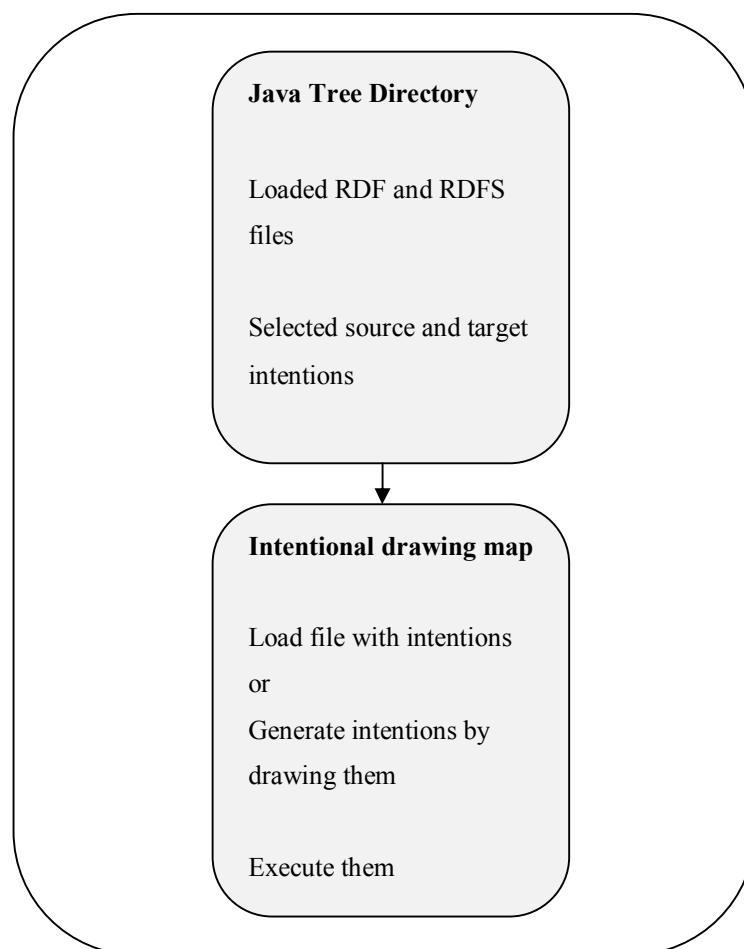 Java Tree Directory
Loaded RDF and RDFS
files
Selected source and target
intentions
Intentional drawing map
Load file with intentions
or
Generate intentions by
drawing them
Execute them